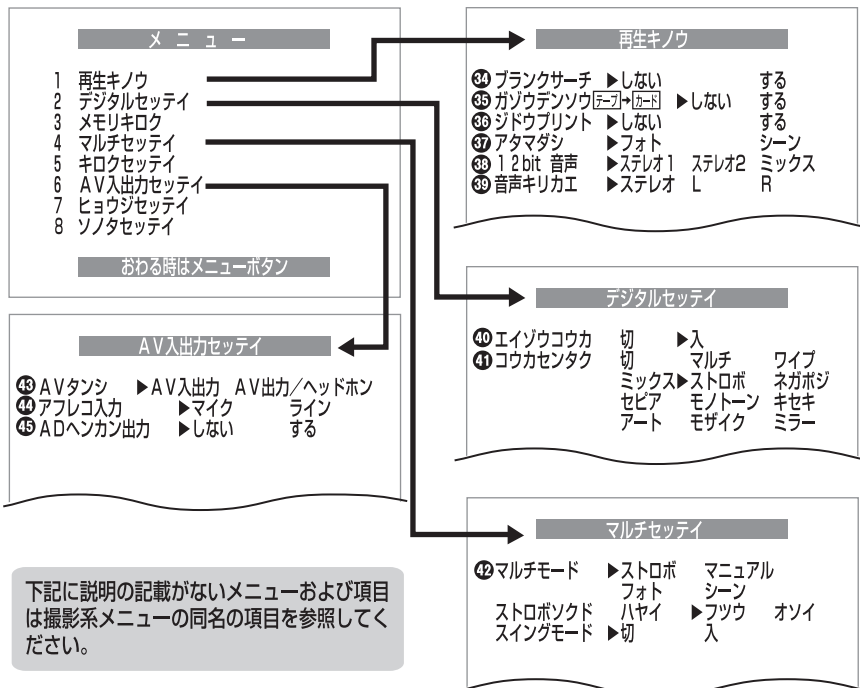 メニュー
1 再生キノウ
2 デジタルセッテイ
3 メモリキロク
4 マルチセッテイ
5 キロクセッテイ
6 AV入出力セッテイ
7 ヒョウジセッテイ
8 ソノタセッテイ
おわる時はメニューボタン
再生キノウ
㉞ブランクサーチ ▶しない する
㉟ガゾウデンソウ テープ→カード ▶しない する
㊱ジドウプリント ▶しない する
㊲アタマダシ ▶フォト シーン
㊳12bit 音声 ▶ステレオ1 ステレオ2 ミックス
㊴音声キリカエ ▶ステレオ L R
デジタルセッテイ
㊵エイゾウコウカ 切 ▶入
㊶コウカセンタク 切 マルチ ワイプ
ミックス▶ストロボ ネガポジ
セピア モノトーン キセキ
アート モザイク ミラー
AV入出力セッテイ
㊸AVタンシ ▶AV入出力 AV出力/ヘッドホン
㊹アフレコ入力 ▶マイク ライン
㊺ADヘンカン出力 ▶しない する
マルチセッテイ
㊷マルチモード ▶ストロボ マニュアル
フォト シーン
ストロボソクド ハヤイ ▶フツウ オソイ
スイングモード ▶切 入
下記に説明の記載がないメニューおよび項目
は撮影系メニューの同名の項目を参照してく
ださい。